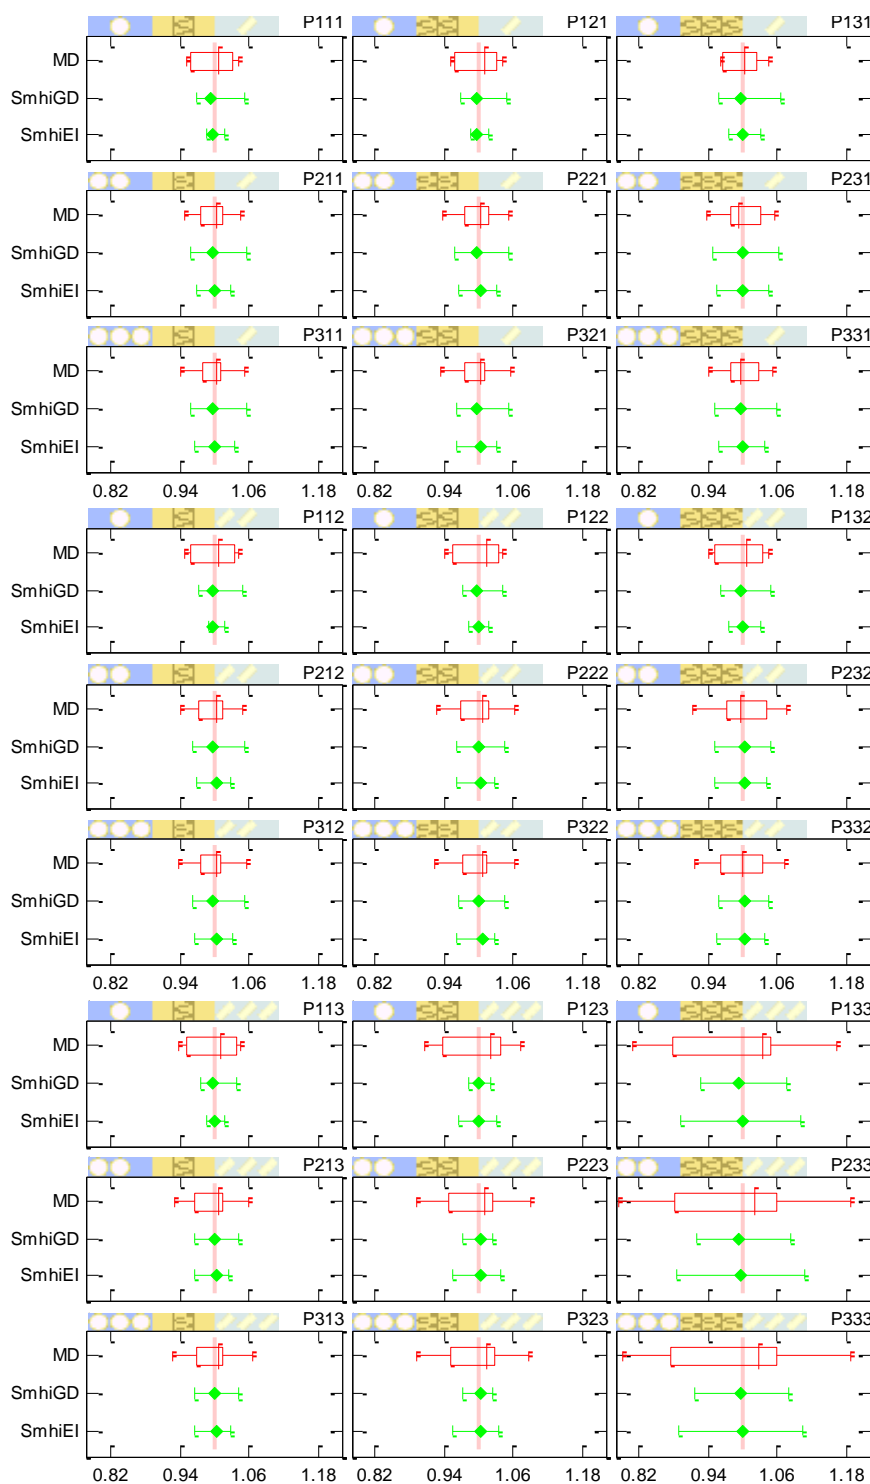 P111 P121 P131
MD
SmhiGD
SmhiEI
P211 P221 P231
MD
SmhiGD
SmhiEI
P311 P321 P331
MD
SmhiGD
SmhiEI
0.82 0.94 1.06 1.18 0.82 0.94 1.06 1.18 0.82 0.94 1.06 1.18
P112 P122 P132
MD
SmhiGD
SmhiEI
P212 P222 P232
MD
SmhiGD
SmhiEI
P312 P322 P332
MD
SmhiGD
SmhiEI
0.82 0.94 1.06 1.18 0.82 0.94 1.06 1.18 0.82 0.94 1.06 1.18
P113 P123 P133
MD
SmhiGD
SmhiEI
P213 P223 P233
MD
SmhiGD
SmhiEI
P313 P323 P333
MD
SmhiGD
SmhiEI
0.82 0.94 1.06 1.18 0.82 0.94 1.06 1.18 0.82 0.94 1.06 1.18